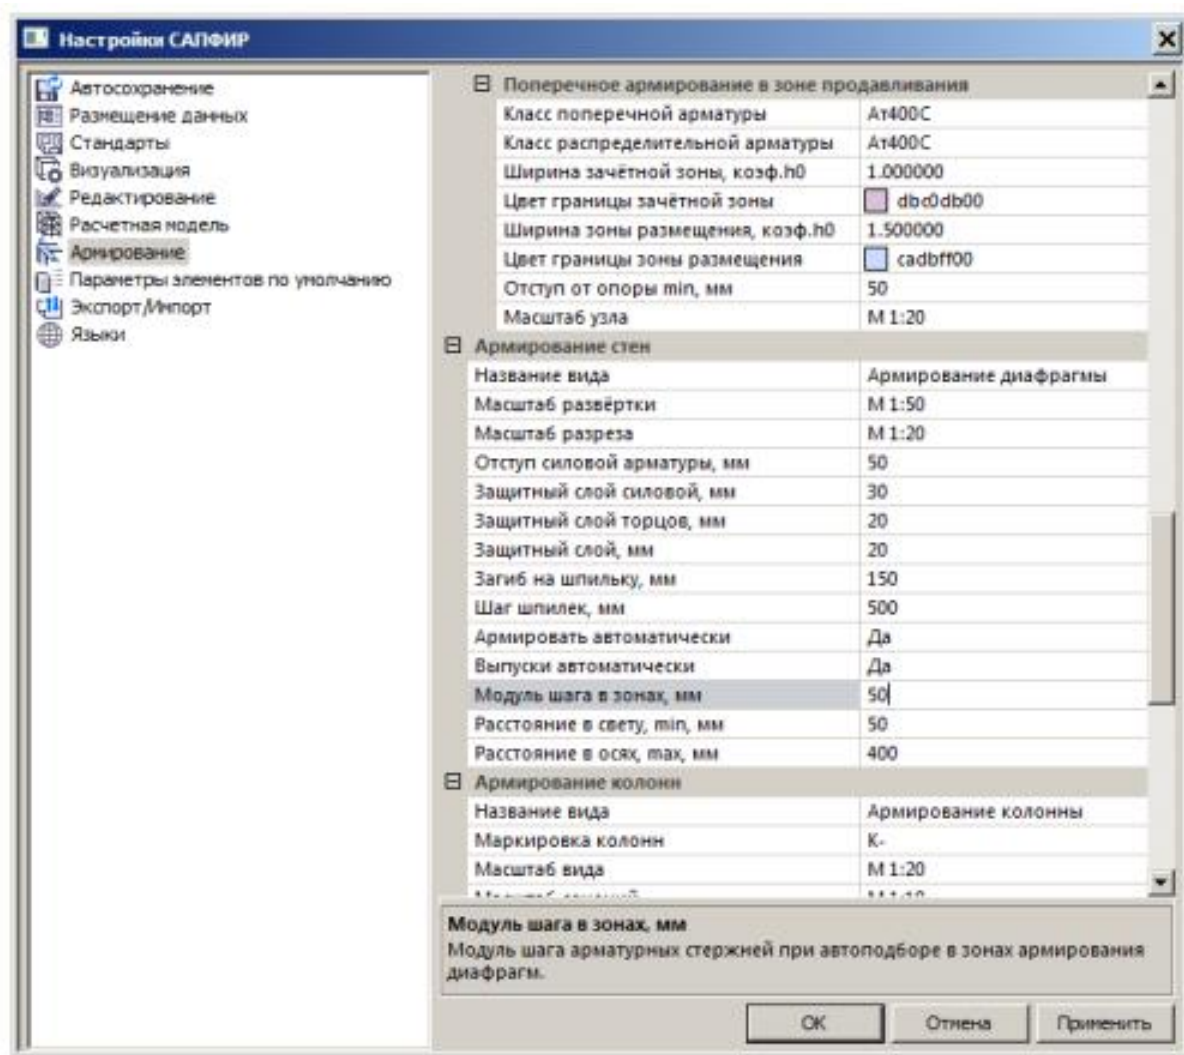 Настройки САПФИР
Автосохранение
Размещение данных
Стандарты
Визуализация
Редактирование
Расчетная модель
Армирование
Параметры элементов по умолчанию
Экспорт/Импорт
Языки
Поперечное армирование в зоне продавливания
Класс поперечной арматуры Ат400С
Класс распределительной арматуры Ат400С
Ширина зачётной зоны, коэф.h0 1.000000
Цвет границы зачётной зоны dbc0db00
Ширина зоны размещения, коэф.h0 1.500000
Цвет границы зоны размещения cadbff00
Отступ от опоры min, мм 50
Масштаб узла М 1:20
Армирование стен
Название вида Армирование диафрагмы
Масштаб развёртки М 1:50
Масштаб разреза М 1:20
Отступ силовой арматуры, мм 50
Защитный слой силовой, мм 30
Защитный слой торцов, мм 20
Защитный слой, мм 20
Загиб на шпильку, мм 150
Шаг шпилек, мм 500
Армировать автоматически Да
Выпуски автоматически Да
Модуль шага в зонах, мм 50
Расстояние в свету, min, мм 50
Расстояние в осях, max, мм 400
Армирование колонн
Название вида Армирование колонны
Маркировка колонн К-
Масштаб вида М 1:20
Модуль шага в зонах, мм
Модуль шага арматурных стержней при автоподборе в зонах армирования
диафрагм.
ОК Отмена Применить